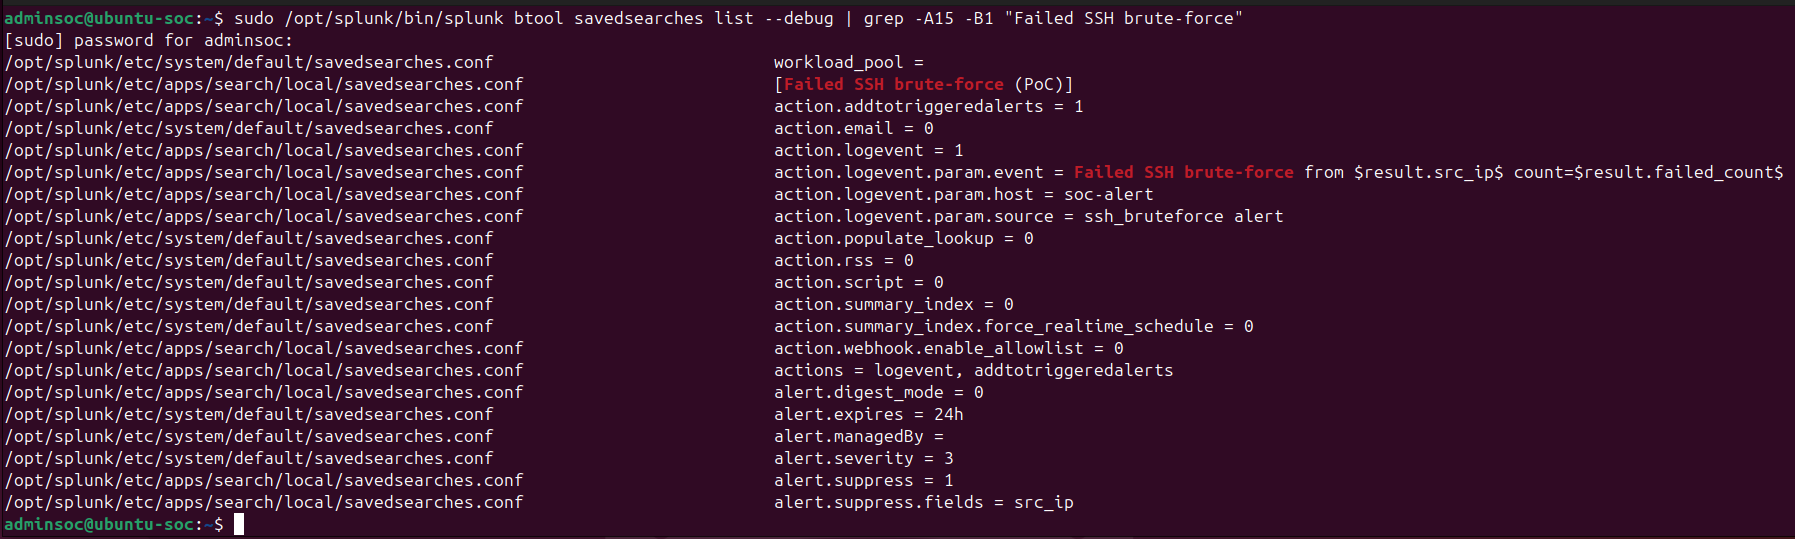 adminsoc@ubuntu-soc:~$ sudo /opt/splunk/bin/splunk btool savedsearches list --debug | grep -A15 -B1 "Failed SSH brute-force"
[sudo] password for adminsoc:
/opt/splunk/etc/system/default/savedsearches.conf workload_pool =
/opt/splunk/etc/apps/search/local/savedsearches.conf [Failed SSH brute-force (PoC)]
/opt/splunk/etc/apps/search/local/savedsearches.conf action.addtotriggeredalerts = 1
/opt/splunk/etc/system/default/savedsearches.conf action.email = 0
/opt/splunk/etc/apps/search/local/savedsearches.conf action.logevent = 1
/opt/splunk/etc/apps/search/local/savedsearches.conf action.logevent.param.event = Failed SSH brute-force from $result.src_ip$ count=$result.failed_count$
/opt/splunk/etc/apps/search/local/savedsearches.conf action.logevent.param.host = soc-alert
/opt/splunk/etc/apps/search/local/savedsearches.conf action.logevent.param.source = ssh_bruteforce alert
/opt/splunk/etc/system/default/savedsearches.conf action.populate_lookup = 0
/opt/splunk/etc/system/default/savedsearches.conf action.rss = 0
/opt/splunk/etc/system/default/savedsearches.conf action.script = 0
/opt/splunk/etc/system/default/savedsearches.conf action.summary_index = 0
/opt/splunk/etc/system/default/savedsearches.conf action.summary_index.force_realtime_schedule = 0
/opt/splunk/etc/apps/search/local/savedsearches.conf action.webhook.enable_allowlist = 0
/opt/splunk/etc/apps/search/local/savedsearches.conf actions = logevent, addtotriggeredalerts
/opt/splunk/etc/apps/search/local/savedsearches.conf alert.digest_mode = 0
/opt/splunk/etc/system/default/savedsearches.conf alert.expires = 24h
/opt/splunk/etc/system/default/savedsearches.conf alert.managedBy =
/opt/splunk/etc/system/default/savedsearches.conf alert.severity = 3
/opt/splunk/etc/apps/search/local/savedsearches.conf alert.suppress = 1
/opt/splunk/etc/apps/search/local/savedsearches.conf alert.suppress.fields = src_ip
adminsoc@ubuntu-soc:~$